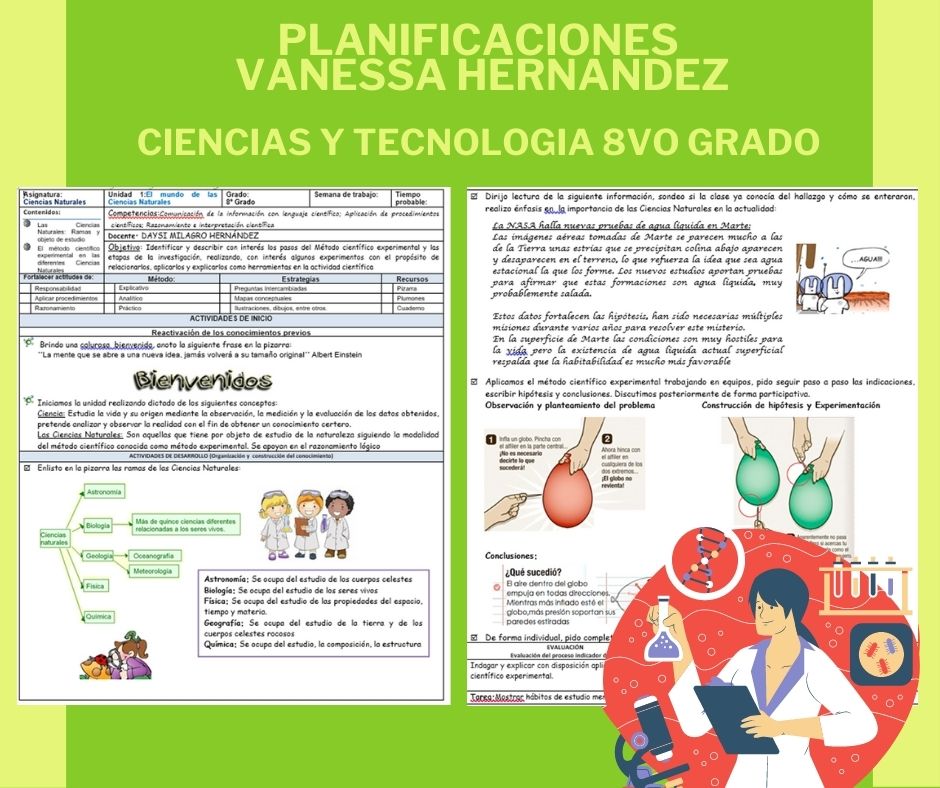 PLANIFICACIONES
VANESSA HERNANDEZ
CIENCIAS Y TECNOLOGIA 8VO GRADO
Asignatura:
Ciencias Naturales
Unidad 1:El mundo de las
Ciencias Naturales
Grado:
8° Grado
Semana de trabajo:
Tiempo
probable:
Contenidos:
Las Ciencias
Naturales: Ramas y
objeto de estudio
El método científico
experimental en las
diferentes Ciencias
Naturales
Competencias:Comunicación de la información con lenguaje científico; Aplicación de procedimientos
científicos; Razonamiento e interpretación científica
Docente: DAYSI MILAGRO HERNÁNDEZ
Objetivo: Identificar y describir con interés los pasos del Método científico experimental y las
etapas de la investigación, realizando, con interés algunos experimentos con el propósito de
relacionarlos, aplicarlos y explicarlos como herramientas en la actividad científica
Fortalecer actitudes de:
Método:
Estrategias
Recursos
Responsabilidad
Explicativo
Preguntas intercambiadas
Pizarra
Aplicar procedimientos
Analítico
Mapas conceptuales
Plumones
Razonamiento
Práctico
Ilustraciones, dibujos, entre otros.
Cuaderno
ACTIVIDADES DE INICIO
Reactivación de los conocimientos previos
Brindo una calurosa bienvenida, anoto la siguiente frase en la pizarra:
"La mente que se abre a una nueva idea, jamás volverá a su tamaño original" Albert Einstein
Bienvenidos
Iniciamos la unidad realizando dictado de los siguientes conceptos:
Ciencia: Estudia la vida y su origen mediante la observación, la medición y la evaluación de los datos obtenidos,
pretende analizar y observar la realidad con el fin de obtener un conocimiento certero.
Las Ciencias Naturales: Son aquellas que tiene por objeto de estudio de la naturaleza siguiendo la modalidad
del método científico conocida como método experimental. Se apoyan en el razonamiento lógico
ACTIVIDADES DE DESARROLLO (Organización y construcción del conocimiento)
Enlisto en la pizarra las ramas de las Ciencias Naturales:
Ciencias
naturales
Astronomía
Biología
Más de quince ciencias diferentes
relacionadas a los seres vivos.
Geología
Oceanografía
Meteorología
Física
Química
Astronomía: Se ocupa del estudio de los cuerpos celestes
Biología: Se ocupa del estudio de los seres vivos
Física: Se ocupa del estudio de las propiedades del espacio,
tiempo y materia.
Geografía: Se ocupa del estudio de la tierra y de los
cuerpos celestes rocosos
Química: Se ocupa del estudio, la composición, la estructura
Dirijo lectura de la siguiente información, sondeo si la clase ya conocía del hallazgo y cómo se enteraron,
realizo énfasis en la importancia de las Ciencias Naturales en la actualidad:
La NASA halla nuevas pruebas de agua líquida en Marte:
Las imágenes aéreas tomadas de Marte se parecen mucho a las
de la Tierra unas estrías que se precipitan colina abajo aparecen
y desaparecen en el terreno, lo que refuerza la idea que sea agua
estacional la que los forme. Los nuevos estudios aportan pruebas
para afirmar que estas formaciones son agua líquida, muy
probablemente salada.
...AGUA!!!
Estos datos fortalecen las hipótesis, han sido necesarias múltiples
misiones durante varios años para resolver este misterio.
En la superficie de Marte las condiciones son muy hostiles para
la vida pero la existencia de agua líquida actual superficial
respalda que la habitabilidad es mucho más favorable
Aplicamos el método científico experimental trabajando en equipos, pido seguir paso a paso las indicaciones,
escribir hipótesis y conclusiones. Discutimos posteriormente de forma participativa.
Observación y planteamiento del problema
Construcción de hipótesis y Experimentación
1 Infla un globo. Pincha con
el alfiler en la parte central...
¡No es necesario
decirte lo que
sucederá!
2
Ahora hinca con
el alfiler en
cualquiera de los
dos extremos...
¡El globo no
revienta!
Conclusiones:
¿Qué sucedió?
El aire dentro del globo
empuja en todas direcciones.
Mientras más inflado esté el
globo,más presión soportan sus
paredes estiradas
De forma individual, pido complet
EVALUACIÓN
Evaluación del proceso indicador d
Indagar y explicar con disposición apli
científico experimental.
Tarea:Mostrar hábitos de estudio me